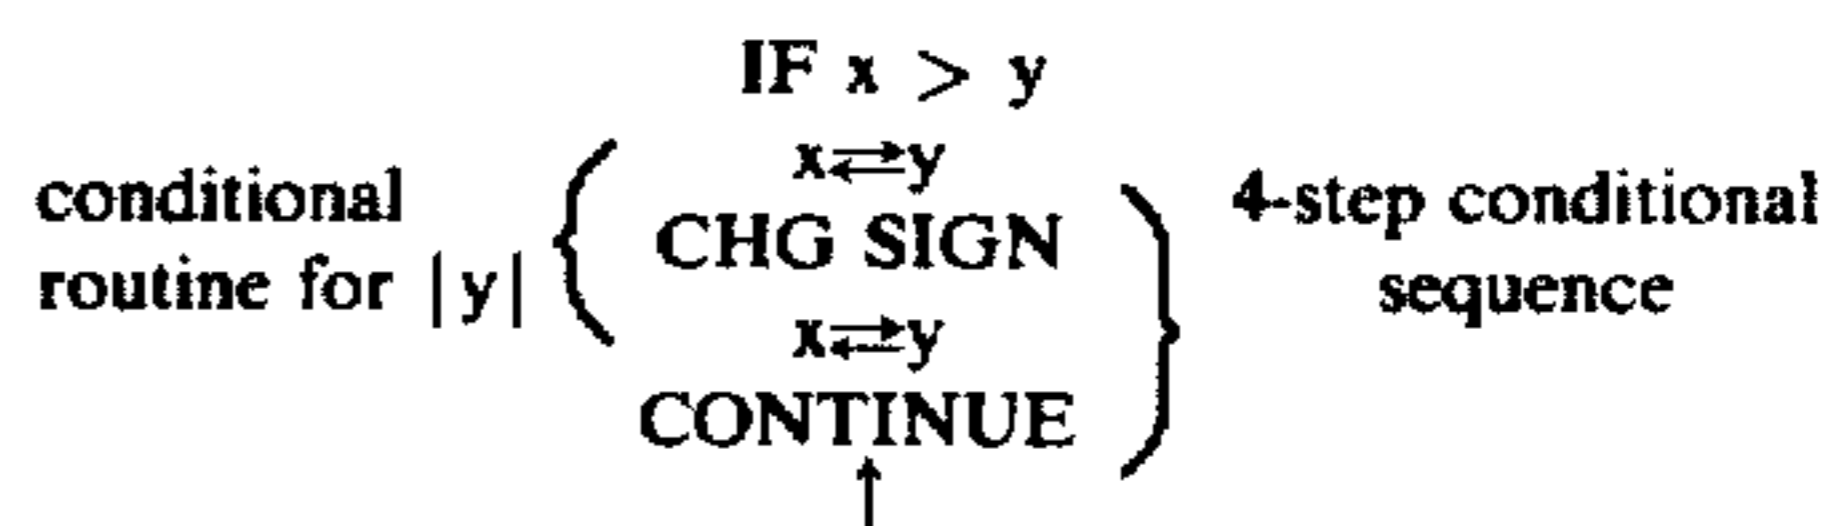 IF x > y
x⇄y
conditional
routine for |y|
CHG SIGN
4-step conditional
sequence
x⇄y
CONTINUE
↑